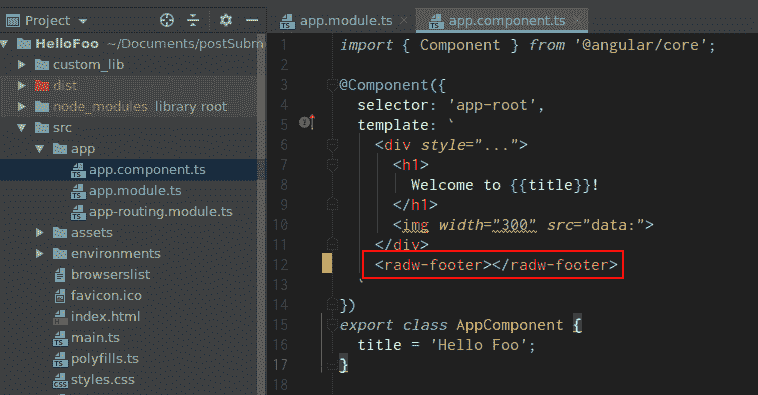 Project
HelloFoo ~/Documents/postSubm
custom_lib
dist
node_modules library root
src
app
app.component.ts
app.module.ts
app-routing.module.ts
assets
environments
browserslist
favicon.ico
index.html
main.ts
polyfills.ts
styles.css
app.module.ts app.component.ts
1 import { Component } from '@angular/core';
2
3 @Component({
4 selector: 'app-root',
5 template: `
6 <div style="...">
7 <h1>
8 Welcome to {{title}}!
9 </h1>
10 <img width="300" src="data:">
11 </div>
12 <radw-footer></radw-footer>
13 `
14 })
15 export class AppComponent {
16 title = 'Hello Foo';
17 }
18